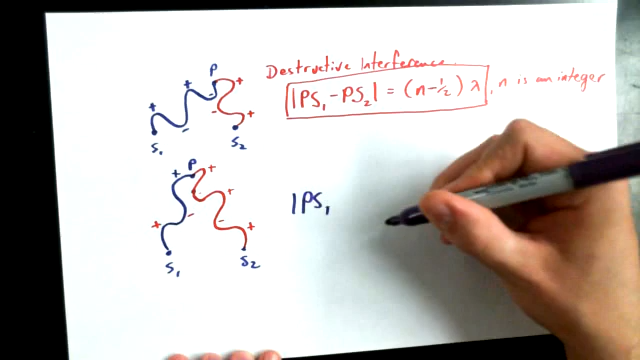 Destructive Interference
|PS₁ - PS₂| = (n - 1/2) λ, n is an integer
P
+ + - - + - +
S₁ S₂
P
+ + + + - - - +
S₁ S₂
|PS₁